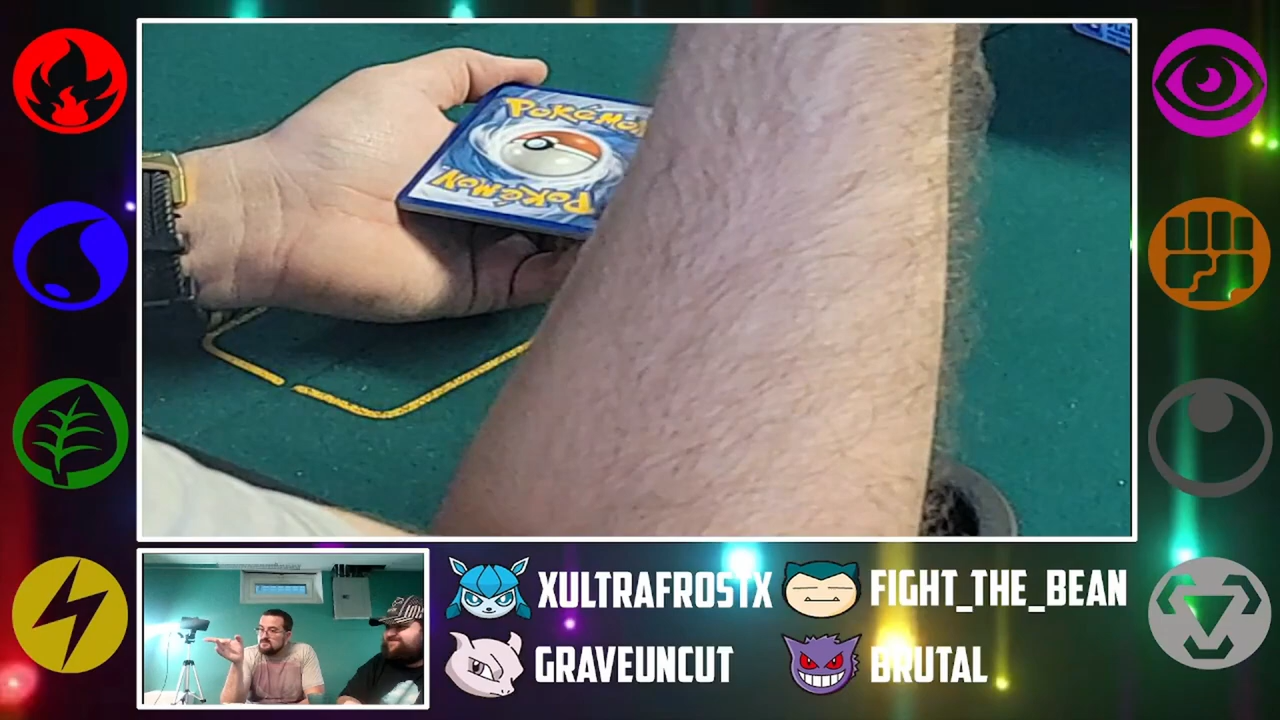 POKéMON
POKéMON
XULTRAFROSTX
FIGHT_THE_BEAN
GRAVEUNCUT
BRUTAL